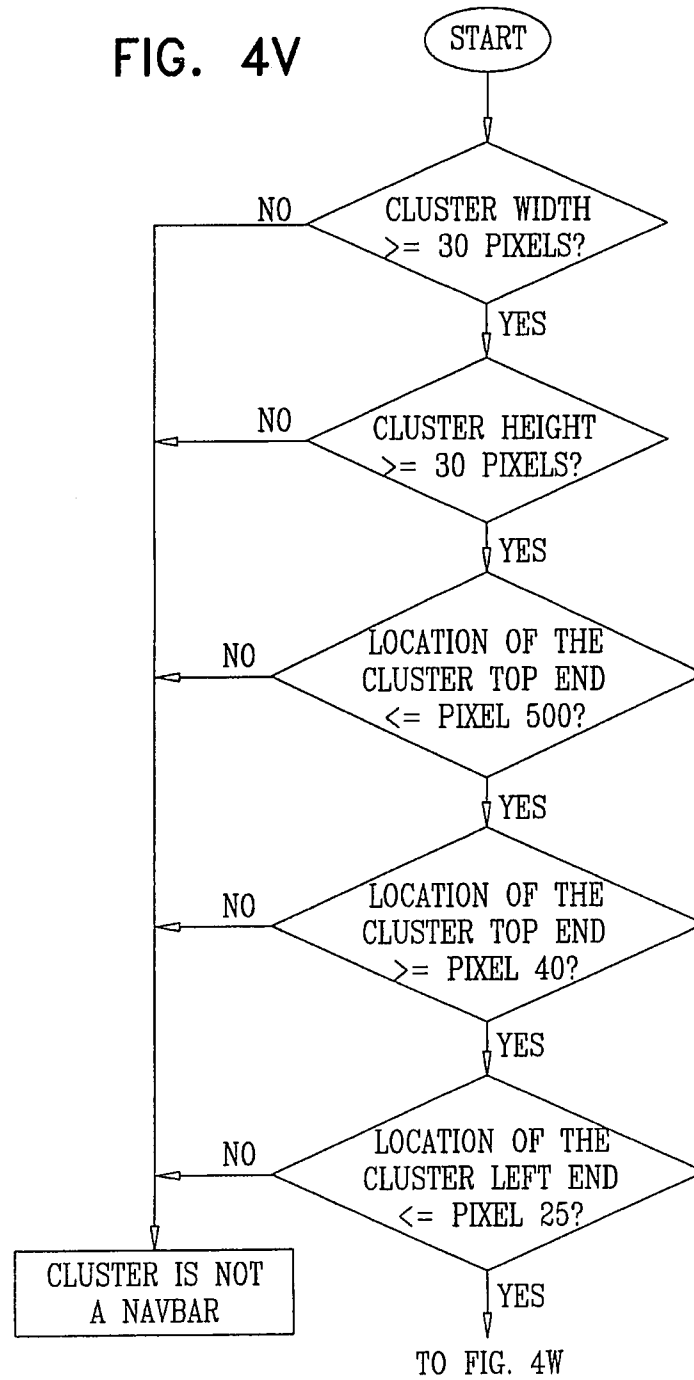 FIG. 4V
START
CLUSTER WIDTH
>= 30 PIXELS?
NO
YES
CLUSTER HEIGHT
>= 30 PIXELS?
NO
YES
LOCATION OF THE
CLUSTER TOP END
<= PIXEL 500?
NO
YES
LOCATION OF THE
CLUSTER TOP END
>= PIXEL 40?
NO
YES
LOCATION OF THE
CLUSTER LEFT END
<= PIXEL 25?
NO
YES
CLUSTER IS NOT
A NAVBAR
TO FIG. 4W